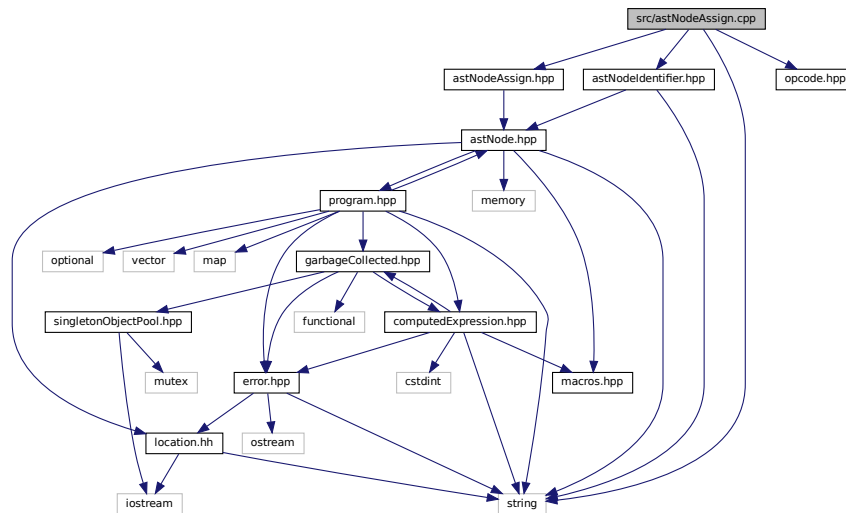 src/astNodeAssign.cpp
astNodeAssign.hpp
astNodeIdentifier.hpp
opcode.hpp
astNode.hpp
program.hpp
memory
optional
vector
map
garbageCollected.hpp
singletonObjectPool.hpp
functional
computedExpression.hpp
mutex
error.hpp
cstdint
macros.hpp
location.hh
ostream
iostream
string